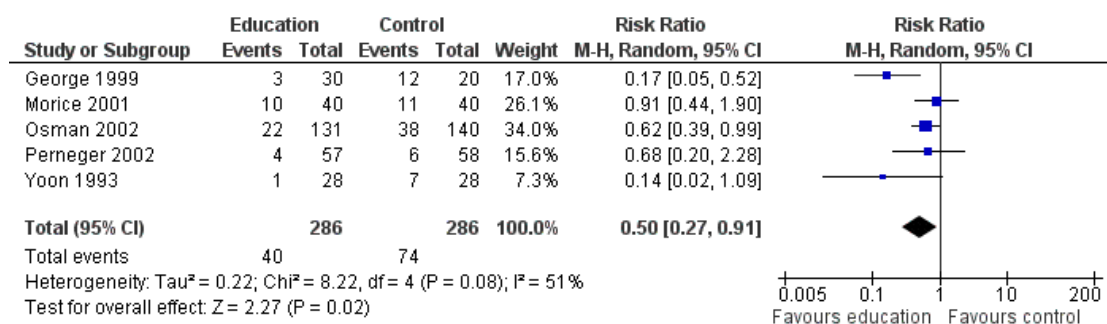 Education Control Risk Ratio Risk Ratio
Study or Subgroup Events Total Events Total Weight M-H, Random, 95% CI M-H, Random, 95% CI
George 1999 3 30 12 20 17.0% 0.17 [0.05, 0.52]
Morice 2001 10 40 11 40 26.1% 0.91 [0.44, 1.90]
Osman 2002 22 131 38 140 34.0% 0.62 [0.39, 0.99]
Perneger 2002 4 57 6 58 15.6% 0.68 [0.20, 2.28]
Yoon 1993 1 28 7 28 7.3% 0.14 [0.02, 1.09]
Total (95% CI) 286 286 100.0% 0.50 [0.27, 0.91]
Total events 40 74
Heterogeneity: Tau² = 0.22; Chi² = 8.22, df = 4 (P = 0.08); I² = 51%
Test for overall effect: Z = 2.27 (P = 0.02)
0.005 0.1 1 10 200
Favours education Favours control